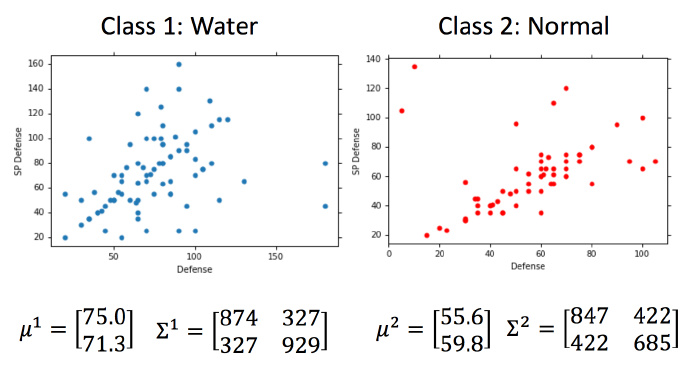 Class 1: Water
Class 2: Normal
SP Defense
160
140
120
100
80
60
40
20
50 100 150
Defense
SP Defense
140
120
100
80
60
40
20
0 20 40 60 80 100
Defense
μ¹ = [75.0
71.3] Σ¹ = [874 327
327 929]
μ² = [55.6
59.8] Σ² = [847 422
422 685]